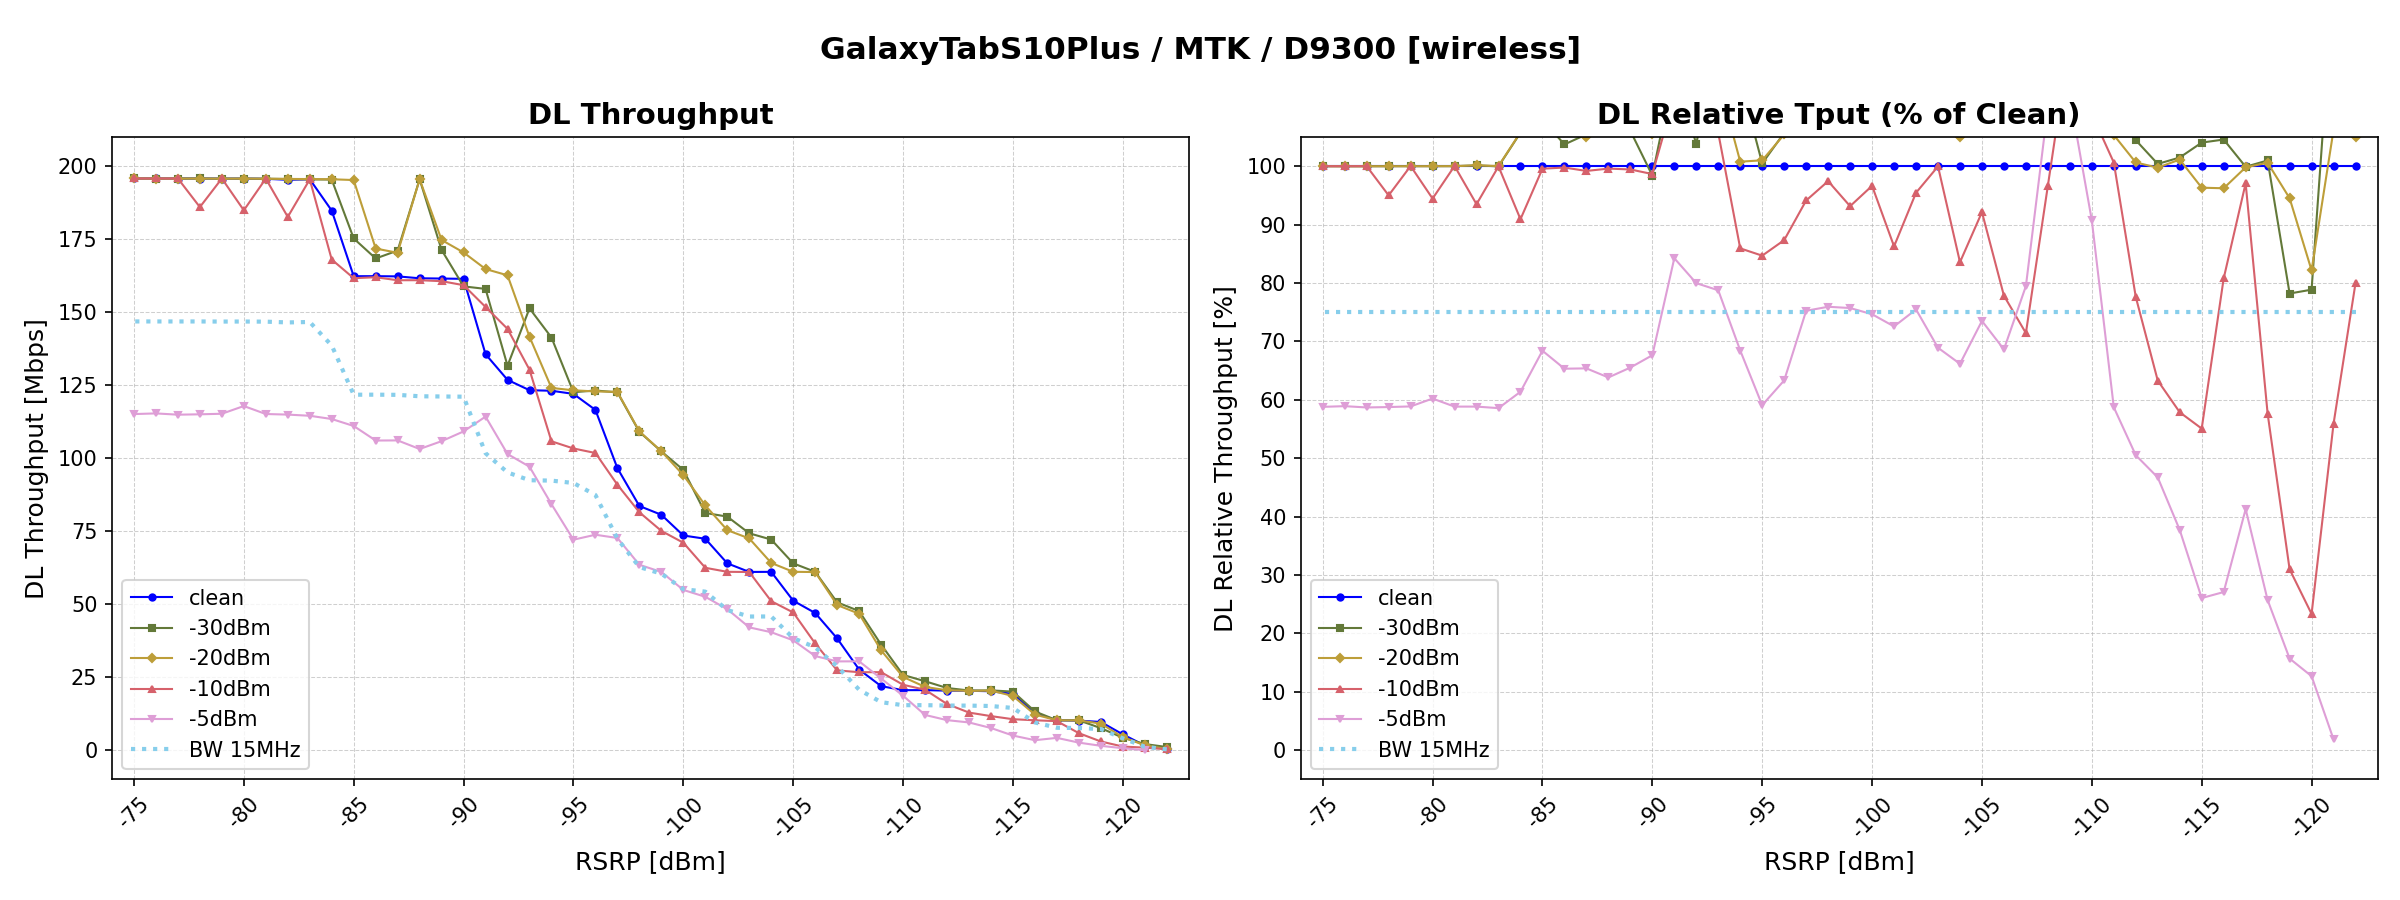 GalaxyTabS10Plus / MTK / D9300 [wireless]
DL Throughput
DL Throughput [Mbps]
200
175
150
125
100
75
50
25
0
clean
-30dBm
-20dBm
-10dBm
-5dBm
BW 15MHz
-75
-80
-85
-90
-95
-100
-105
-110
-115
-120
RSRP [dBm]
DL Relative Tput (% of Clean)
DL Relative Throughput [%]
100
90
80
70
60
50
40
30
20
10
0
clean
-30dBm
-20dBm
-10dBm
-5dBm
BW 15MHz
-75
-80
-85
-90
-95
-100
-105
-110
-115
-120
RSRP [dBm]